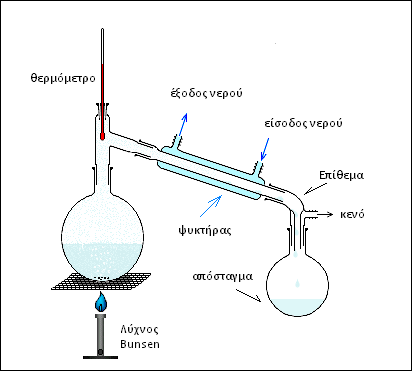 θερμόμετρο
έξοδος νερού
είσοδος νερού
Επίθεμα
κενό
ψυκτήρας
απόσταγμα
Λύχνος
Bunsen